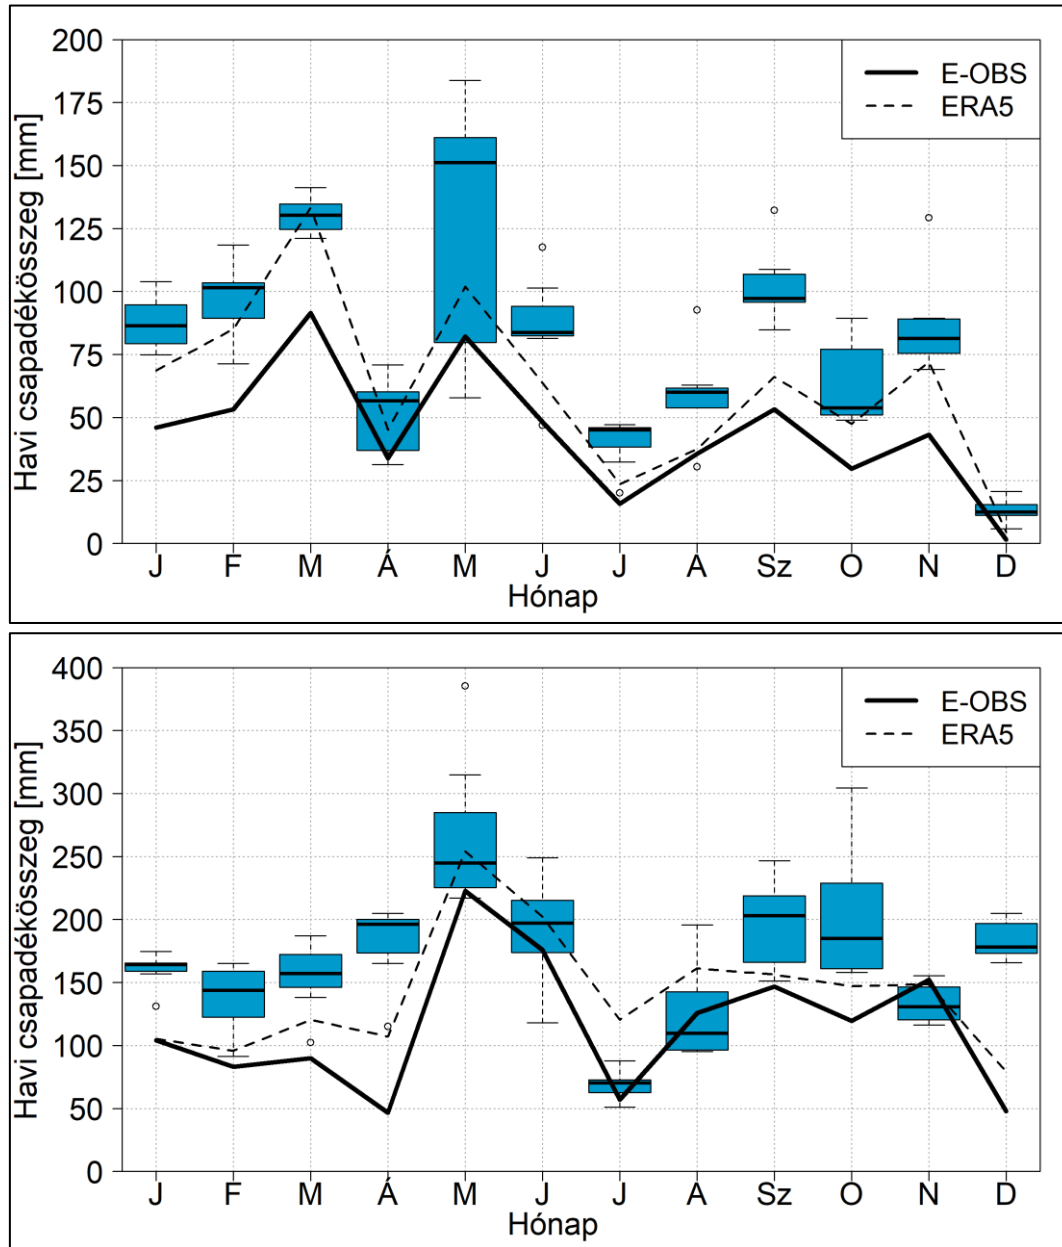 Havi csapadékösszeg [mm]
200
175
150
125
100
75
50
25
0
E-OBS
ERA5
J F M Á M J J A Sz O N D
Hónap
Havi csapadékösszeg [mm]
400
350
300
250
200
150
100
50
0
E-OBS
ERA5
J F M Á M J J A Sz O N D
Hónap